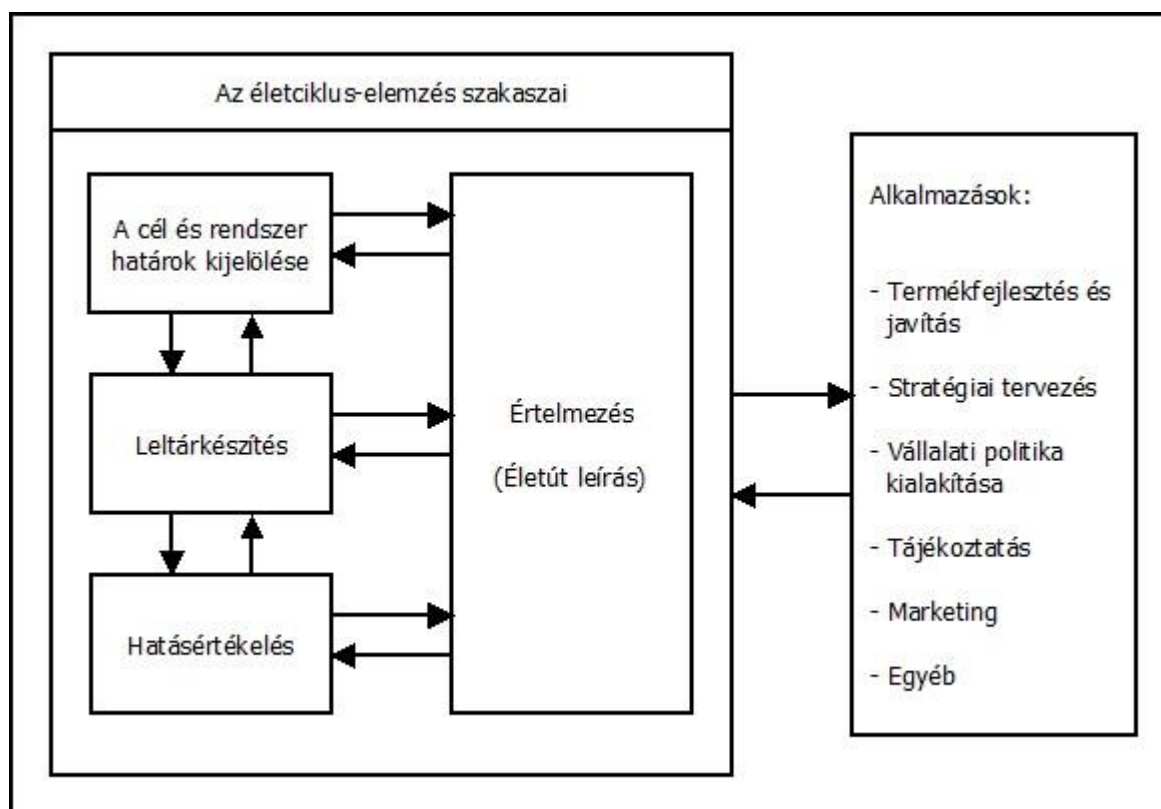 Az életciklus-elemzés szakaszai
A cél és rendszer
határok kijelölése
Leltárkészítés
Hatásértékelés
Értelmezés
(Életút leírás)
Alkalmazások:
- Termékfejlesztés és
javítás
- Stratégiai tervezés
- Vállalati politika
kialakítása
- Tájékoztatás
- Marketing
- Egyéb